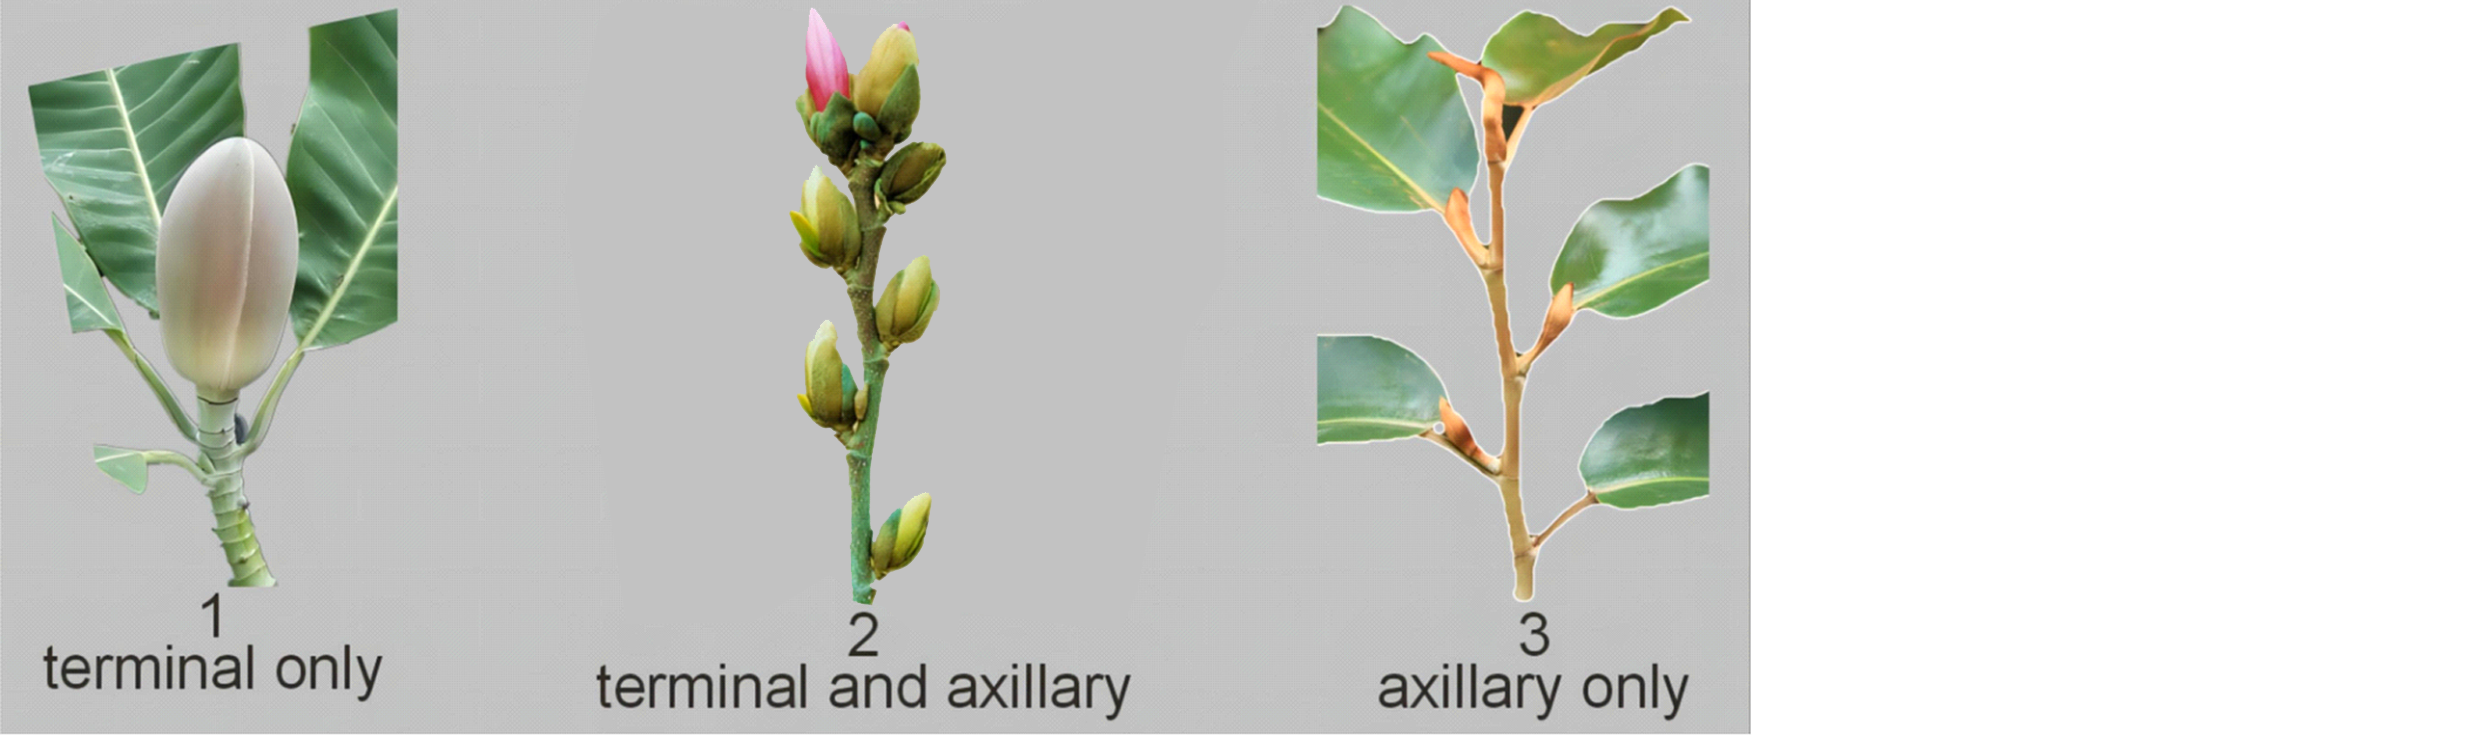 1
terminal only
2
terminal and axillary
3
axillary only